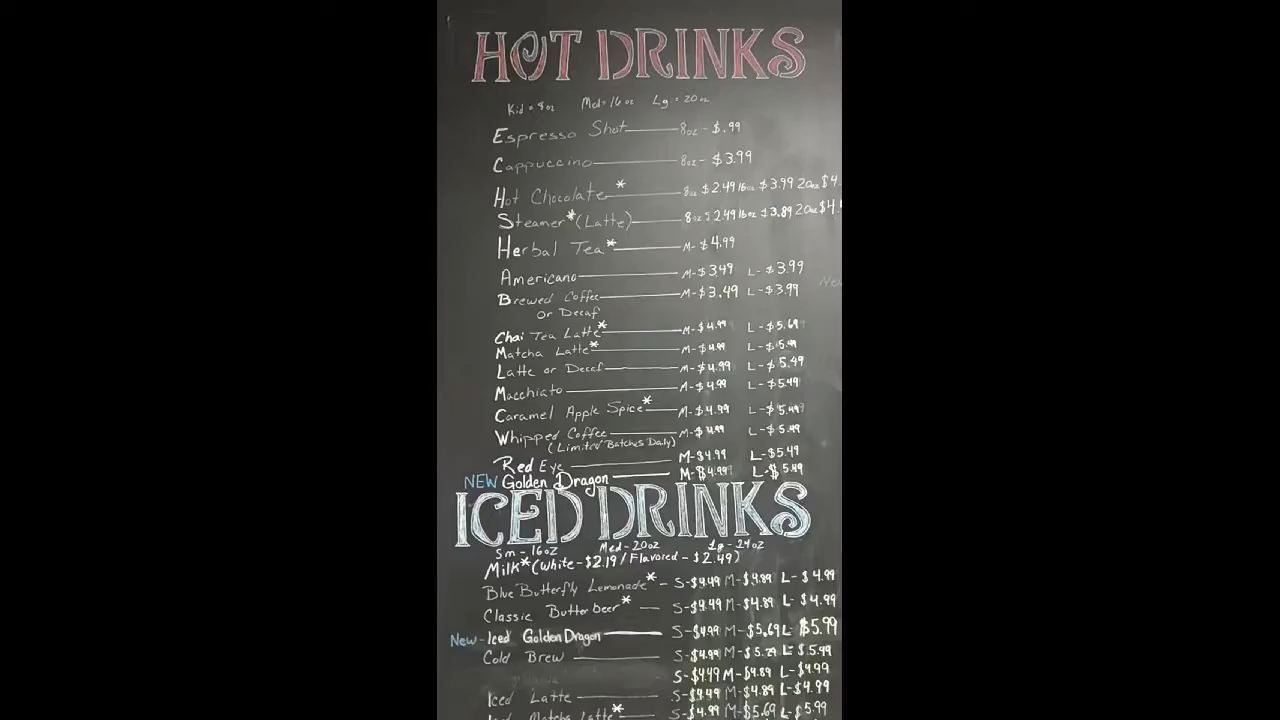 HOT DRINKS
Kid = 8oz Med=16oz Lg = 20oz
Espresso Shot 8oz - $.99
Cappuccino 8oz - $3.99
Hot Chocolate* 8oz $2.49 16oz $3.99 20oz $4.
Steamer*(Latte) 8oz $2.49 16oz $3.89 20oz $4.
Herbal Tea* M- $4.99
Americano M-$3.49 L-$3.99
Brewed Coffee M-$3.49 L-$3.99
or Decaf
Chai Tea Latte* M-$4.99 L-$5.69
Matcha Latte* M-$4.99 L-$5.49
Latte or Decaf M-$4.99 L-$5.49
Macchiato M-$4.99 L-$5.49
Caramel Apple Spice* M-$4.99 L-$5.49
Whipped Coffee M-$4.99 L-$5.49
(Limited Batches Daily)
Red Eye M-$4.99 L-$5.49
NEW Golden Dragon M-$4.99 L-$5.49
ICED DRINKS
Sm - 16oz Med - 20oz Lg - 24oz
Milk*(White-$2.19/Flavored - $2.49)
Blue Butterfly Lemonade* - S-$4.49 M-$4.89 L-$4.99
Classic Butterbeer* S-$4.49 M-$4.89 L-$4.99
New - Iced Golden Dragon S-$4.99 M-$5.69 L-$5.99
Cold Brew S-$4.99 M-$5.29 L-$5.49
S-$4.49 M-$4.89 L-$4.99
Iced Latte S-$4.49 M-$4.89 L-$4.99
Iced Matcha Latte* S-$4.99 M-$5.69 L-$5.99